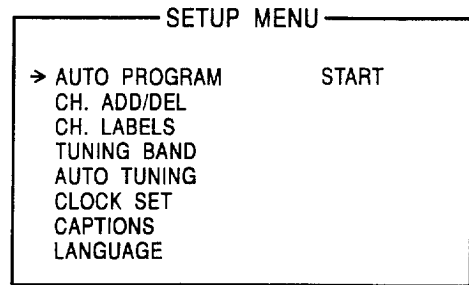 SETUP MENU
→ AUTO PROGRAM START
CH. ADD/DEL
CH. LABELS
TUNING BAND
AUTO TUNING
CLOCK SET
CAPTIONS
LANGUAGE